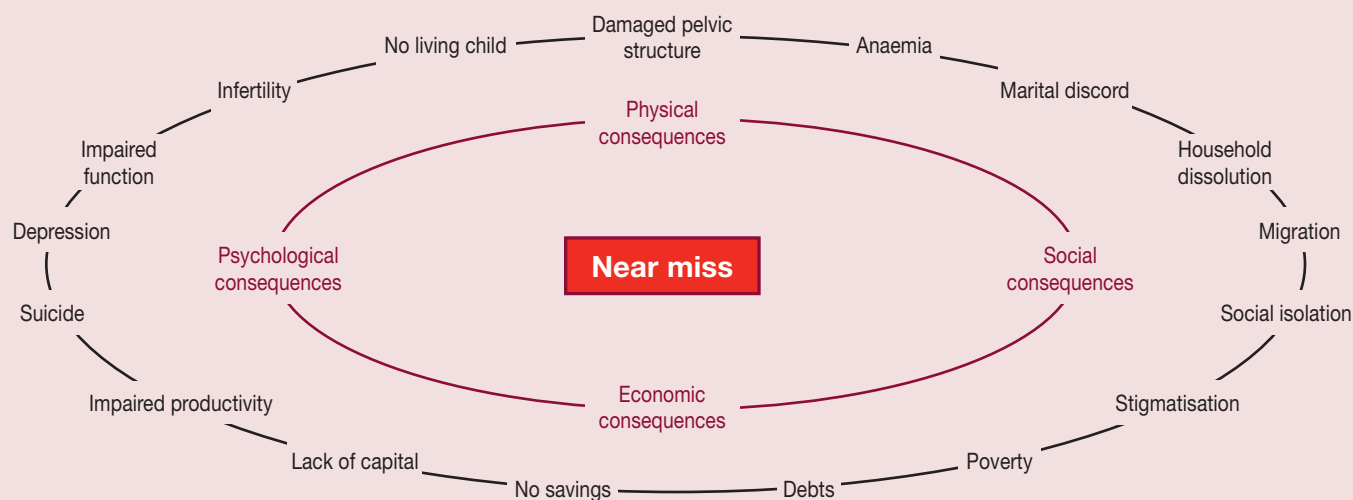 Damaged pelvic
structure
No living child
Anaemia
Infertility
Marital discord
Physical
consequences
Impaired
function
Household
dissolution
Depression
Psychological
consequences
Near miss
Social
consequences
Migration
Suicide
Social isolation
Impaired productivity
Economic
consequences
Stigmatisation
Lack of capital
Poverty
No savings
Debts